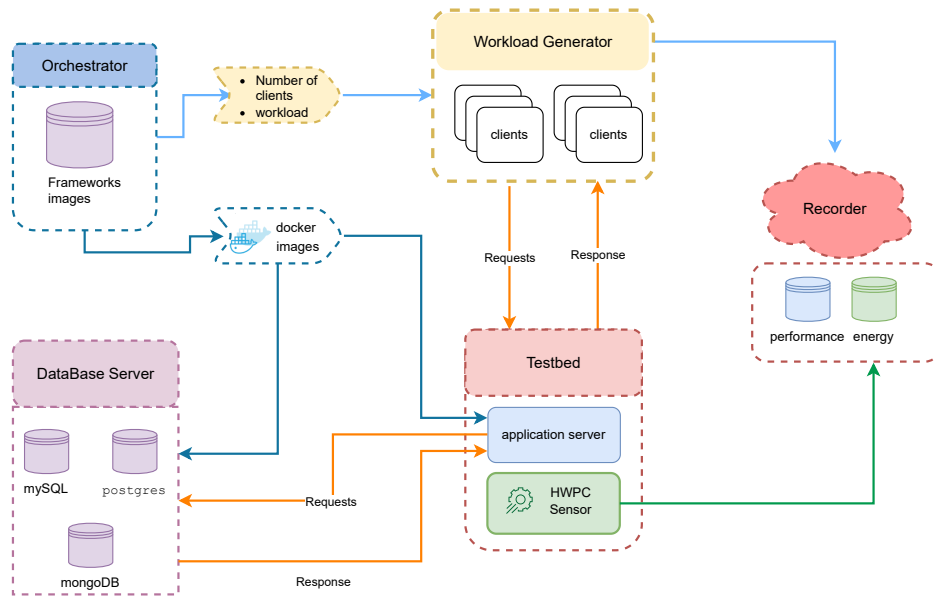 Workload Generator
Orchestrator
Number of
clients
workload
clients
clients
Frameworks
images
Recorder
docker
images
Requests
Response
performance
energy
Testbed
DataBase Server
application server
mySQL
postgres
HWPC
Sensor
Requests
mongoDB
Response